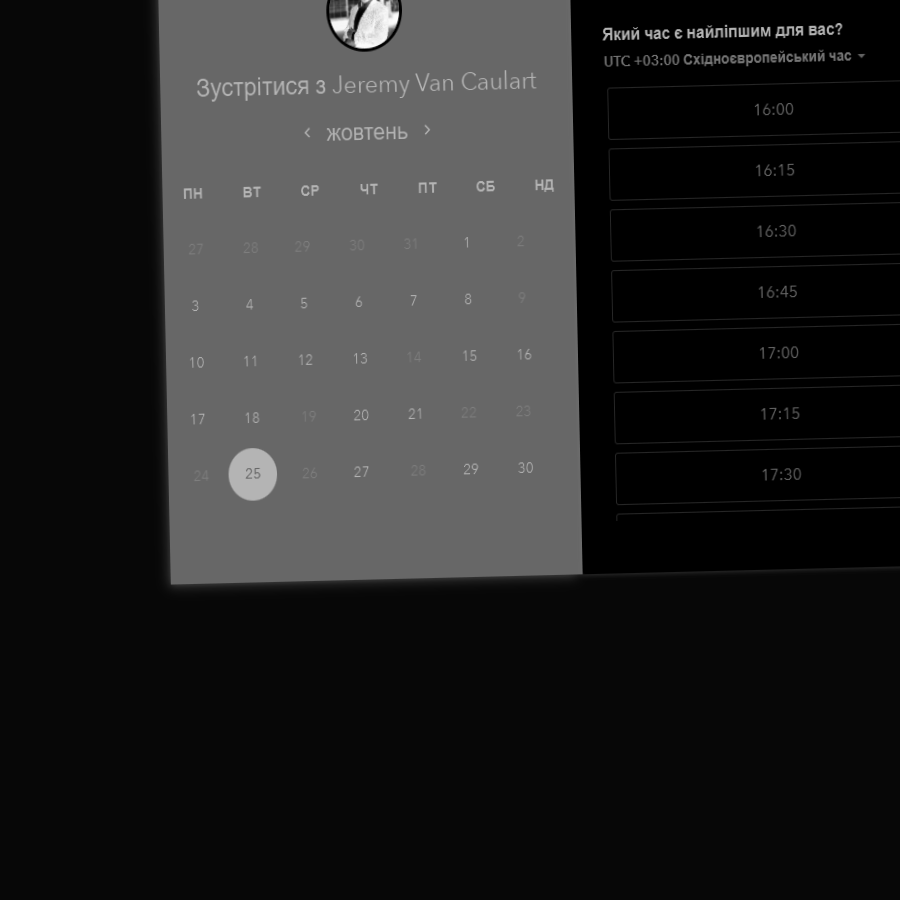 Зустрітися з Jeremy Van Caulart
‹ жовтень ›
ПН ВТ СР ЧТ ПТ СБ НД
27 28 29 30 31 1 2
3 4 5 6 7 8 9
10 11 12 13 14 15 16
17 18 19 20 21 22 23
24 25 26 27 28 29 30
Який час є найліпшим для вас?
UTC +03:00 Східноєвропейський час
16:00
16:15
16:30
16:45
17:00
17:15
17:30